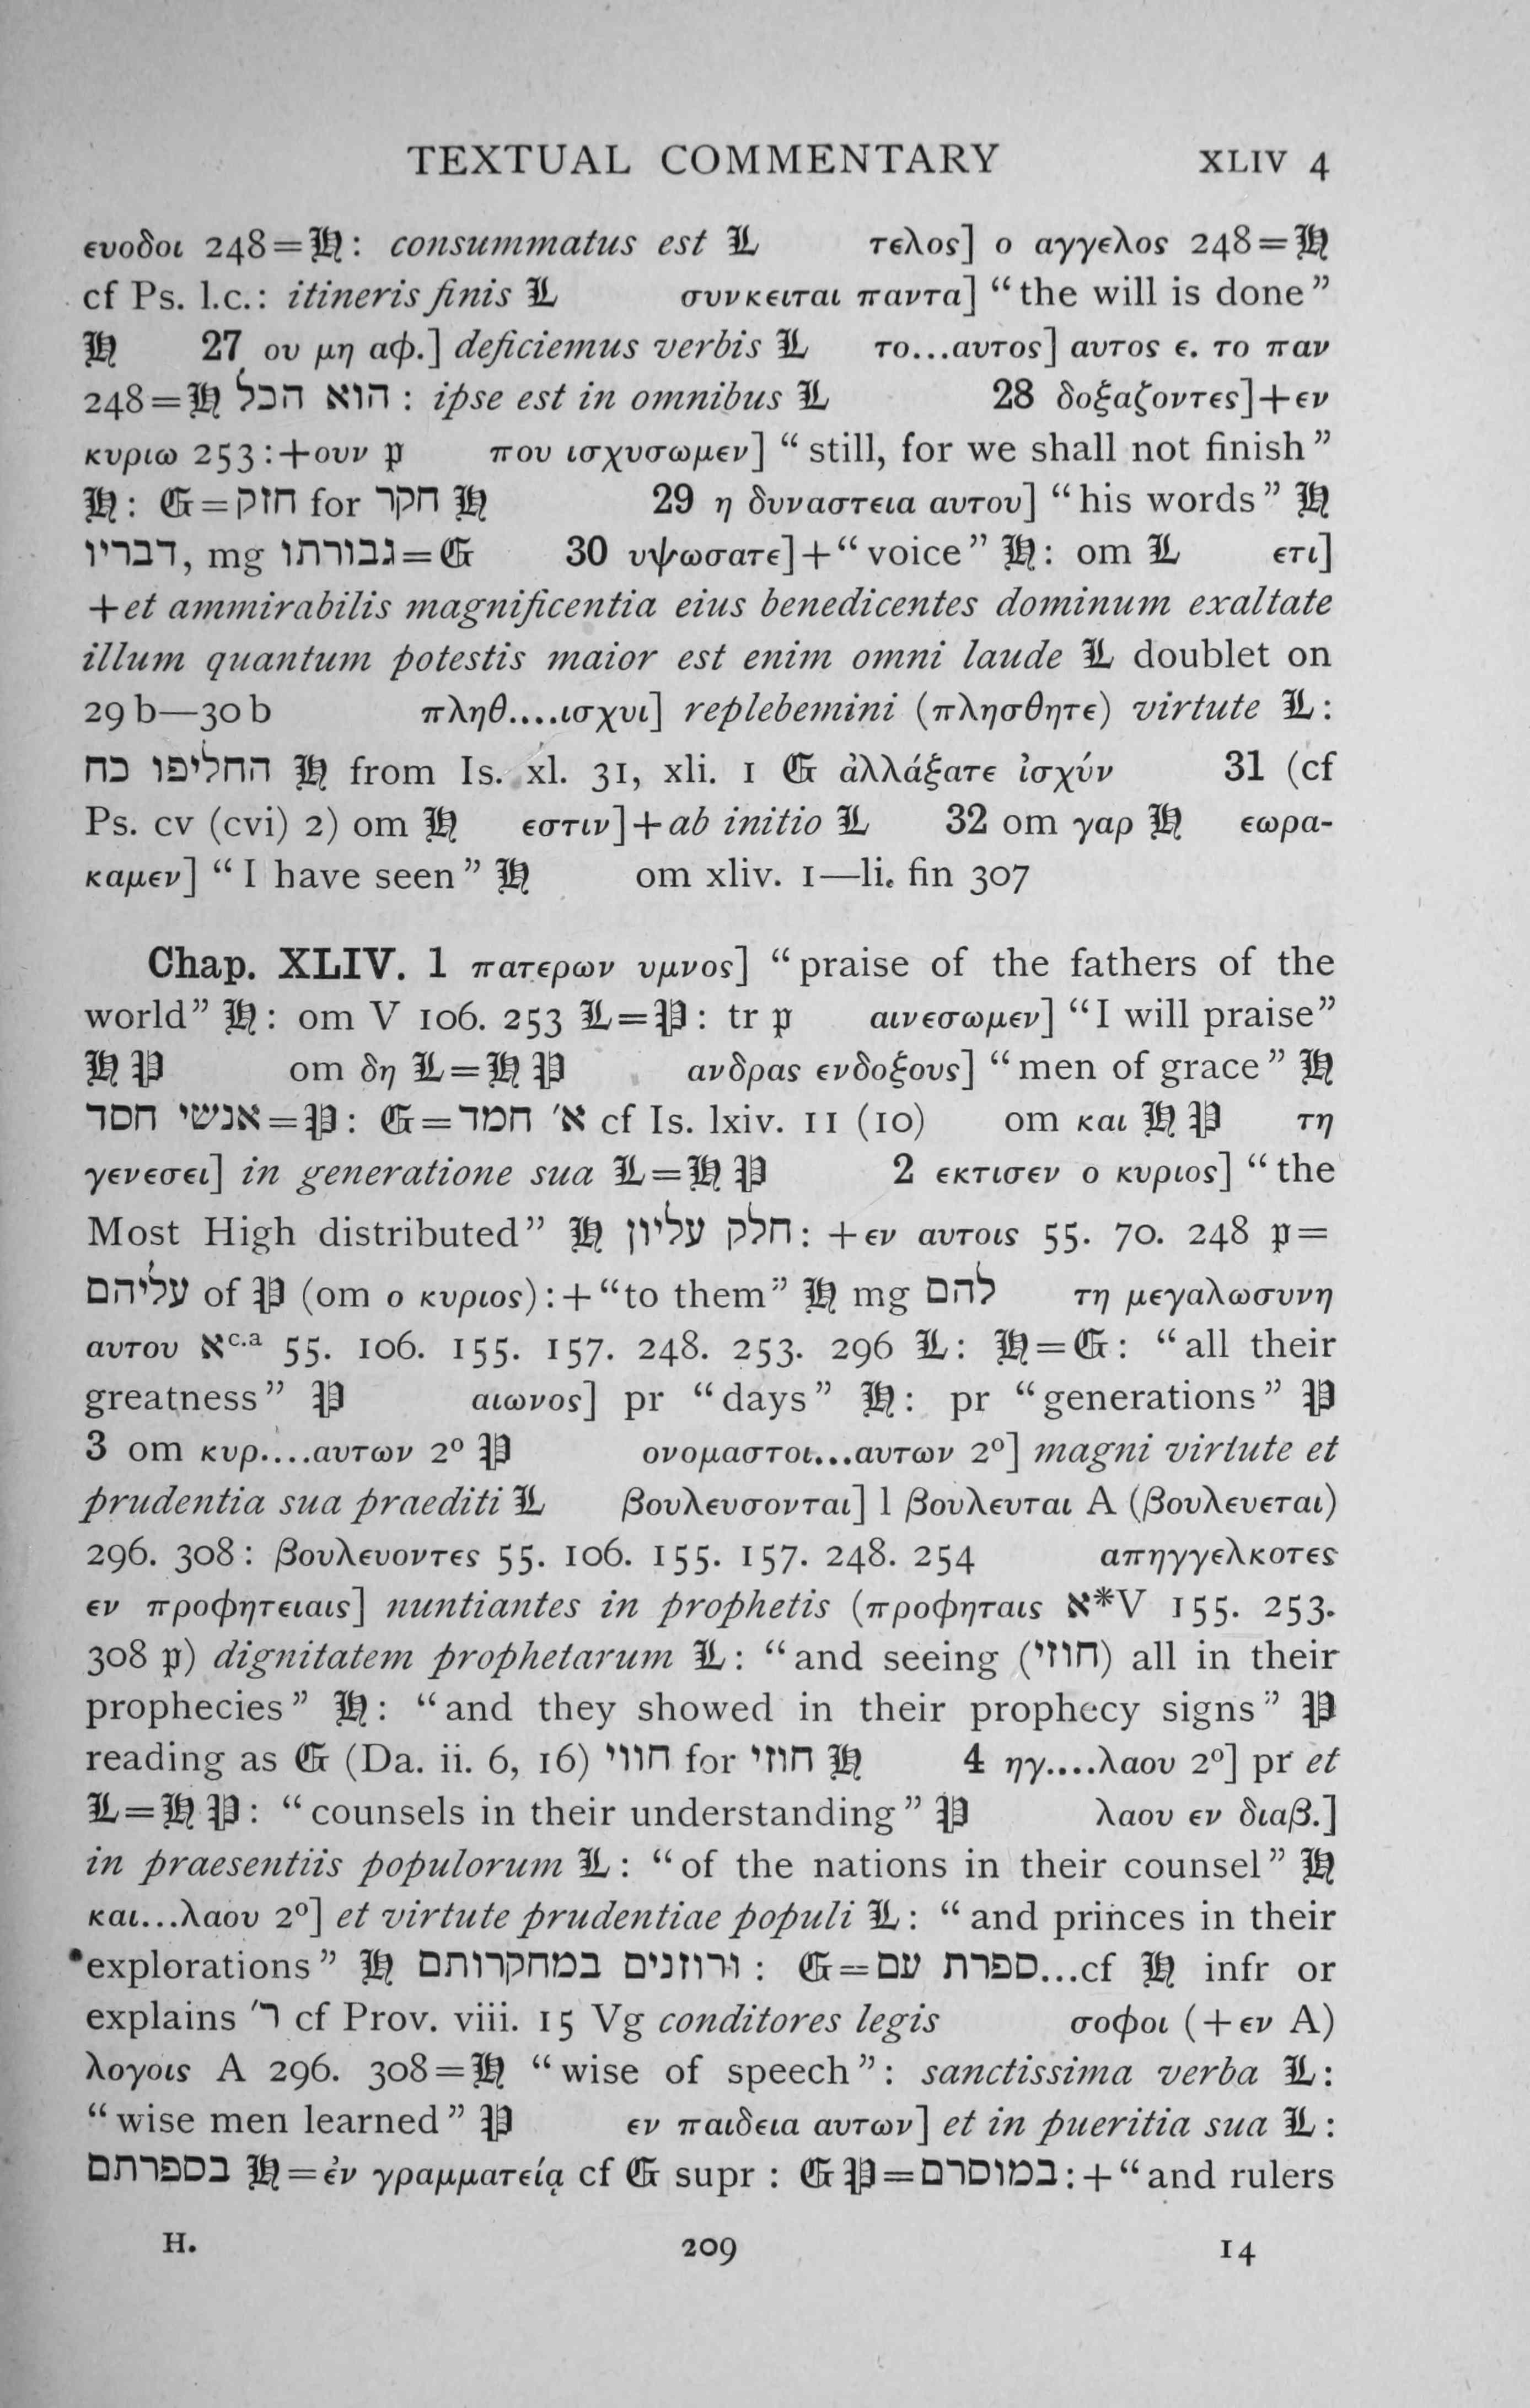 TEXTUAL COMMENTARY XLIV 4
ευοδοι 248=𝕳: consummatus est 𝕷 τελος] ο αγγελος 248=𝕳
cf Ps. l.c.: itineris finis 𝕷 συνκειται παντα] “the will is done”
𝕳 27 ου μη αφ.] deficiemus verbis 𝕷 το...αυτος] αυτος ε. το παν
248=𝕳 הוא הכל : ipse est in omnibus 𝕷 28 δοξαζοντες]+εν
κυριω 253:+ουν 𝖕 που ισχυσωμεν] “still, for we shall not finish”
𝕳: 𝕲=חזק for חקר 𝕳 29 η δυναστεια αυτου] “his words” 𝕳
דבריו, mg גבורתו=𝕲 30 υψωσατε]+“voice” 𝕳: om 𝕷 ετι]
+et ammirabilis magnificentia eius benedicentes dominum exaltate
illum quantum potestis maior est enim omni laude 𝕷 doublet on
29 b—30 b πληθ....ισχυι] replebemini (πλησθητε) virtute 𝕷:
החליפו כח 𝕳 from Is. xl. 31, xli. 1 𝕲 ἀλλάξατε ἰσχύν 31 (cf
Ps. cv (cvi) 2) om 𝕳 εστιν]+ab initio 𝕷 32 om γαρ 𝕳 εωρα-
καμεν] “I have seen” 𝕳 om xliv. 1—li. fin 307
Chap. XLIV. 1 πατερων υμνος] “praise of the fathers of the
world” 𝕳: om V 106. 253 𝕷=𝕻: tr 𝖕 αινεσωμεν] “I will praise”
𝕳 𝕻 om δη 𝕷=𝕳 𝕻 ανδρας ενδοξους] “men of grace” 𝕳
אנשי חסד=𝕻: 𝕲=א׳ חמד cf Is. lxiv. 11 (10) om και 𝕳 𝕻 τη
γενεσει] in generatione sua 𝕷=𝕳 𝕻 2 εκτισεν ο κυριος] “the
Most High distributed” 𝕳 חלק עליון: +εν αυτοις 55. 70. 248 𝖕=
עליהם of 𝕻 (om ο κυριος):+“to them” 𝕳 mg להם τη μεγαλωσυνη
αυτου אc.a 55. 106. 155. 157. 248. 253. 296 𝕷: 𝕳=𝕲: “all their
greatness” 𝕻 αιωνος] pr “days” 𝕳: pr “generations” 𝕻
3 om κυρ....αυτων 2º 𝕻 ονομαστοι...αυτων 2º] magni virtute et
prudentia sua praediti 𝕷 βουλευσονται] l βουλευται A (βουλευεται)
296. 308: βουλευοντες 55. 106. 155. 157. 248. 254 απηγγελκοτες
εν προφητειαις] nuntiantes in prophetis (προφηταις א*V 155. 253.
308 𝖕) dignitatem prophetarum 𝕷: “and seeing (חוזי) all in their
prophecies” 𝕳: “and they showed in their prophecy signs” 𝕻
reading as 𝕲 (Da. ii. 6, 16) חווי for חוזי 𝕳 4 ηγ....λαου 2º] pr et
𝕷=𝕳 𝕻: “counsels in their understanding” 𝕻 λαου εν διαβ.]
in praesentiis populorum 𝕷: “of the nations in their counsel” 𝕳
και...λαου 2º] et virtute prudentiae populi 𝕷: “and princes in their
explorations” 𝕳 ורוזנים במחקרותם : 𝕲=ספרת עם...cf 𝕳 infr or
explains ר׳ cf Prov. viii. 15 Vg conditores legis σοφοι (+εν A)
λογοις A 296. 308=𝕳 “wise of speech”: sanctissima verba 𝕷:
“wise men learned” 𝕻 εν παιδεια αυτων] et in pueritia sua 𝕷:
בספרתם 𝕳=ἐν γραμματείᾳ cf 𝕲 supr : 𝕲 𝕻=במוסרם:+“and rulers
H. 209 14